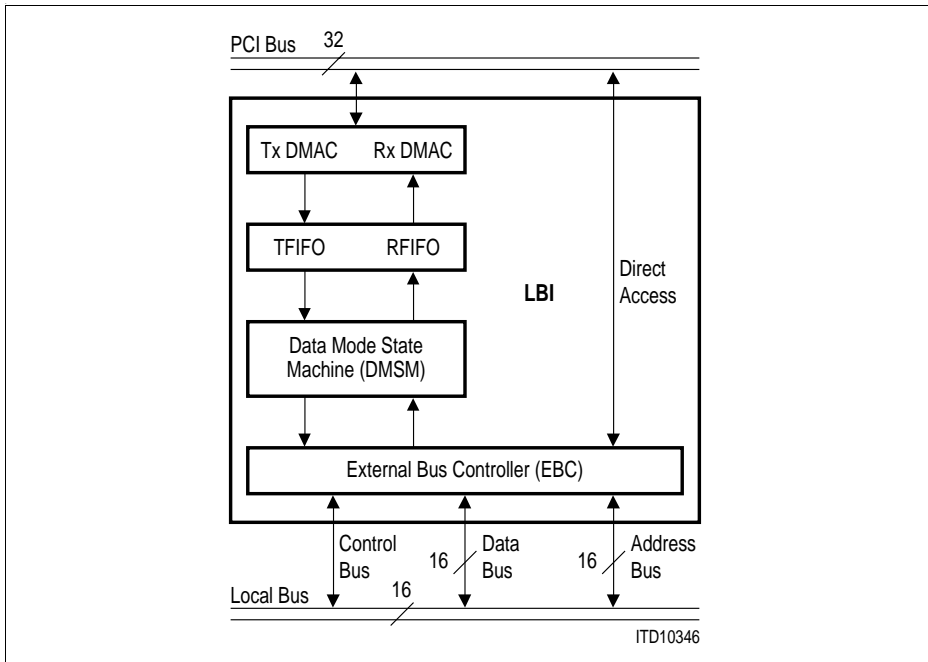 PCI Bus 32
Tx DMAC Rx DMAC
TFIFO RFIFO
Direct
Access
LBI
Data Mode State
Machine (DMSM)
External Bus Controller (EBC)
Control
Bus
16 Data
Bus
16 Address
Bus
Local Bus 16
ITD10346